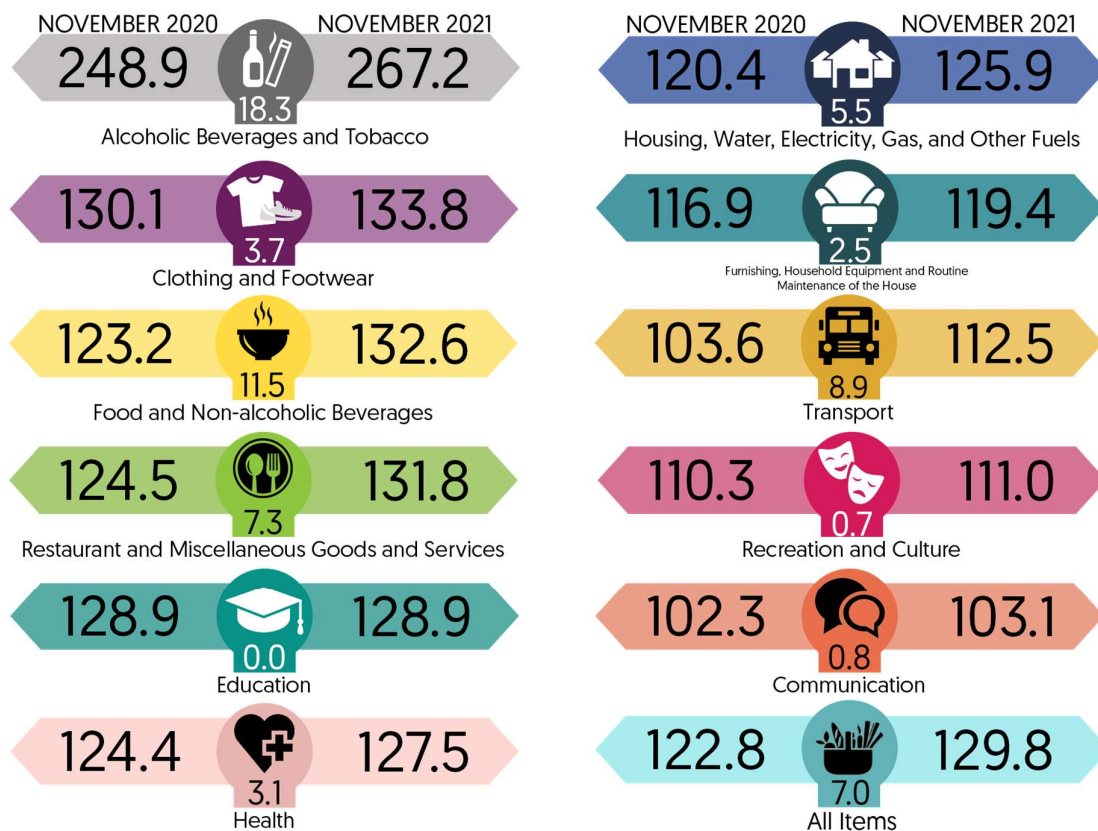 NOVEMBER 2020 NOVEMBER 2021
248.9 267.2
18.3
Alcoholic Beverages and Tobacco
130.1 133.8
3.7
Clothing and Footwear
123.2 132.6
11.5
Food and Non-alcoholic Beverages
124.5 131.8
7.3
Restaurant and Miscellaneous Goods and Services
128.9 128.9
0.0
Education
124.4 127.5
3.1
Health
NOVEMBER 2020 NOVEMBER 2021
120.4 125.9
5.5
Housing, Water, Electricity, Gas, and Other Fuels
116.9 119.4
2.5
Furnishing, Household Equipment and Routine
Maintenance of the House
103.6 112.5
8.9
Transport
110.3 111.0
0.7
Recreation and Culture
102.3 103.1
0.8
Communication
122.8 129.8
7.0
All Items